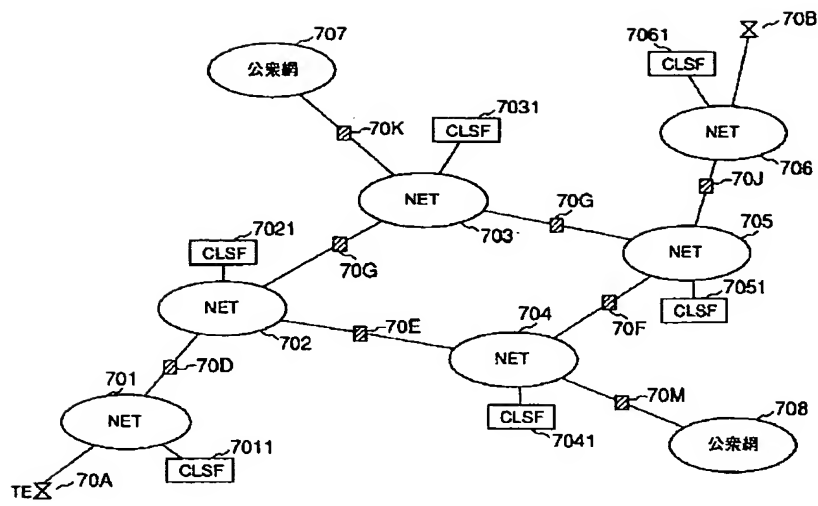 707
公衆網
70K
7031
CLSF
7061
CLSF
70B
NET
706
70J
NET
703
70G
705
NET
7021
CLSF
70G
7051
CLSF
NET
702
70E
704
70F
NET
70D
701
NET
70M
708
公衆網
CLSF
7041
7011
CLSF
TE
70A